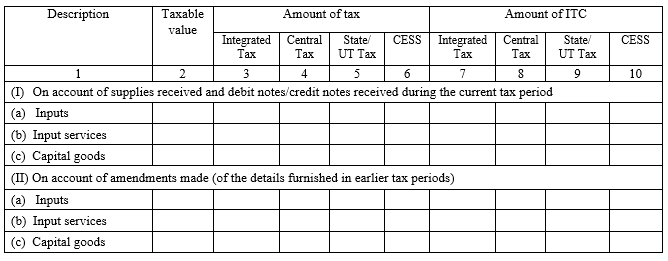 Description Taxable value Amount of tax Amount of ITC
Integrated Tax Central Tax State/ UT Tax CESS Integrated Tax Central Tax State/ UT Tax CESS
1 2 3 4 5 6 7 8 9 10
(I) On account of supplies received and debit notes/credit notes received during the current tax period
(a) Inputs
(b) Input services
(c) Capital goods
(II) On account of amendments made (of the details furnished in earlier tax periods)
(a) Inputs
(b) Input services
(c) Capital goods